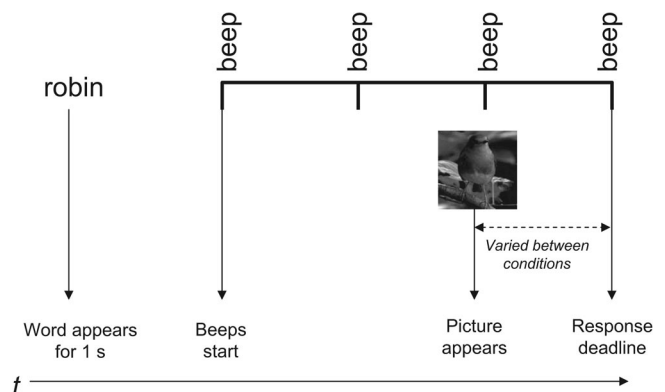 beep
beep
beep
beep
robin
Varied between
conditions
Word appears
for 1 s
Beeps
start
Picture
appears
Response
deadline
t